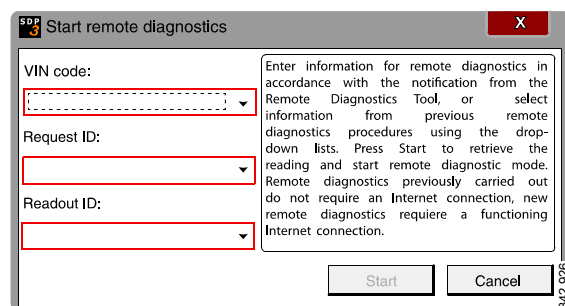 SDP
3
Start remote diagnostics
X
VIN code:
Request ID:
Readout ID:
Enter information for remote diagnostics in
accordance with the notification from the
Remote Diagnostics Tool, or select
information from previous remote
diagnostics procedures using the drop-
down lists. Press Start to retrieve the
reading and start remote diagnostic mode.
Remote diagnostics previously carried out
do not require an Internet connection, new
remote diagnostics requiere a functioning
Internet connection.
Start
Cancel